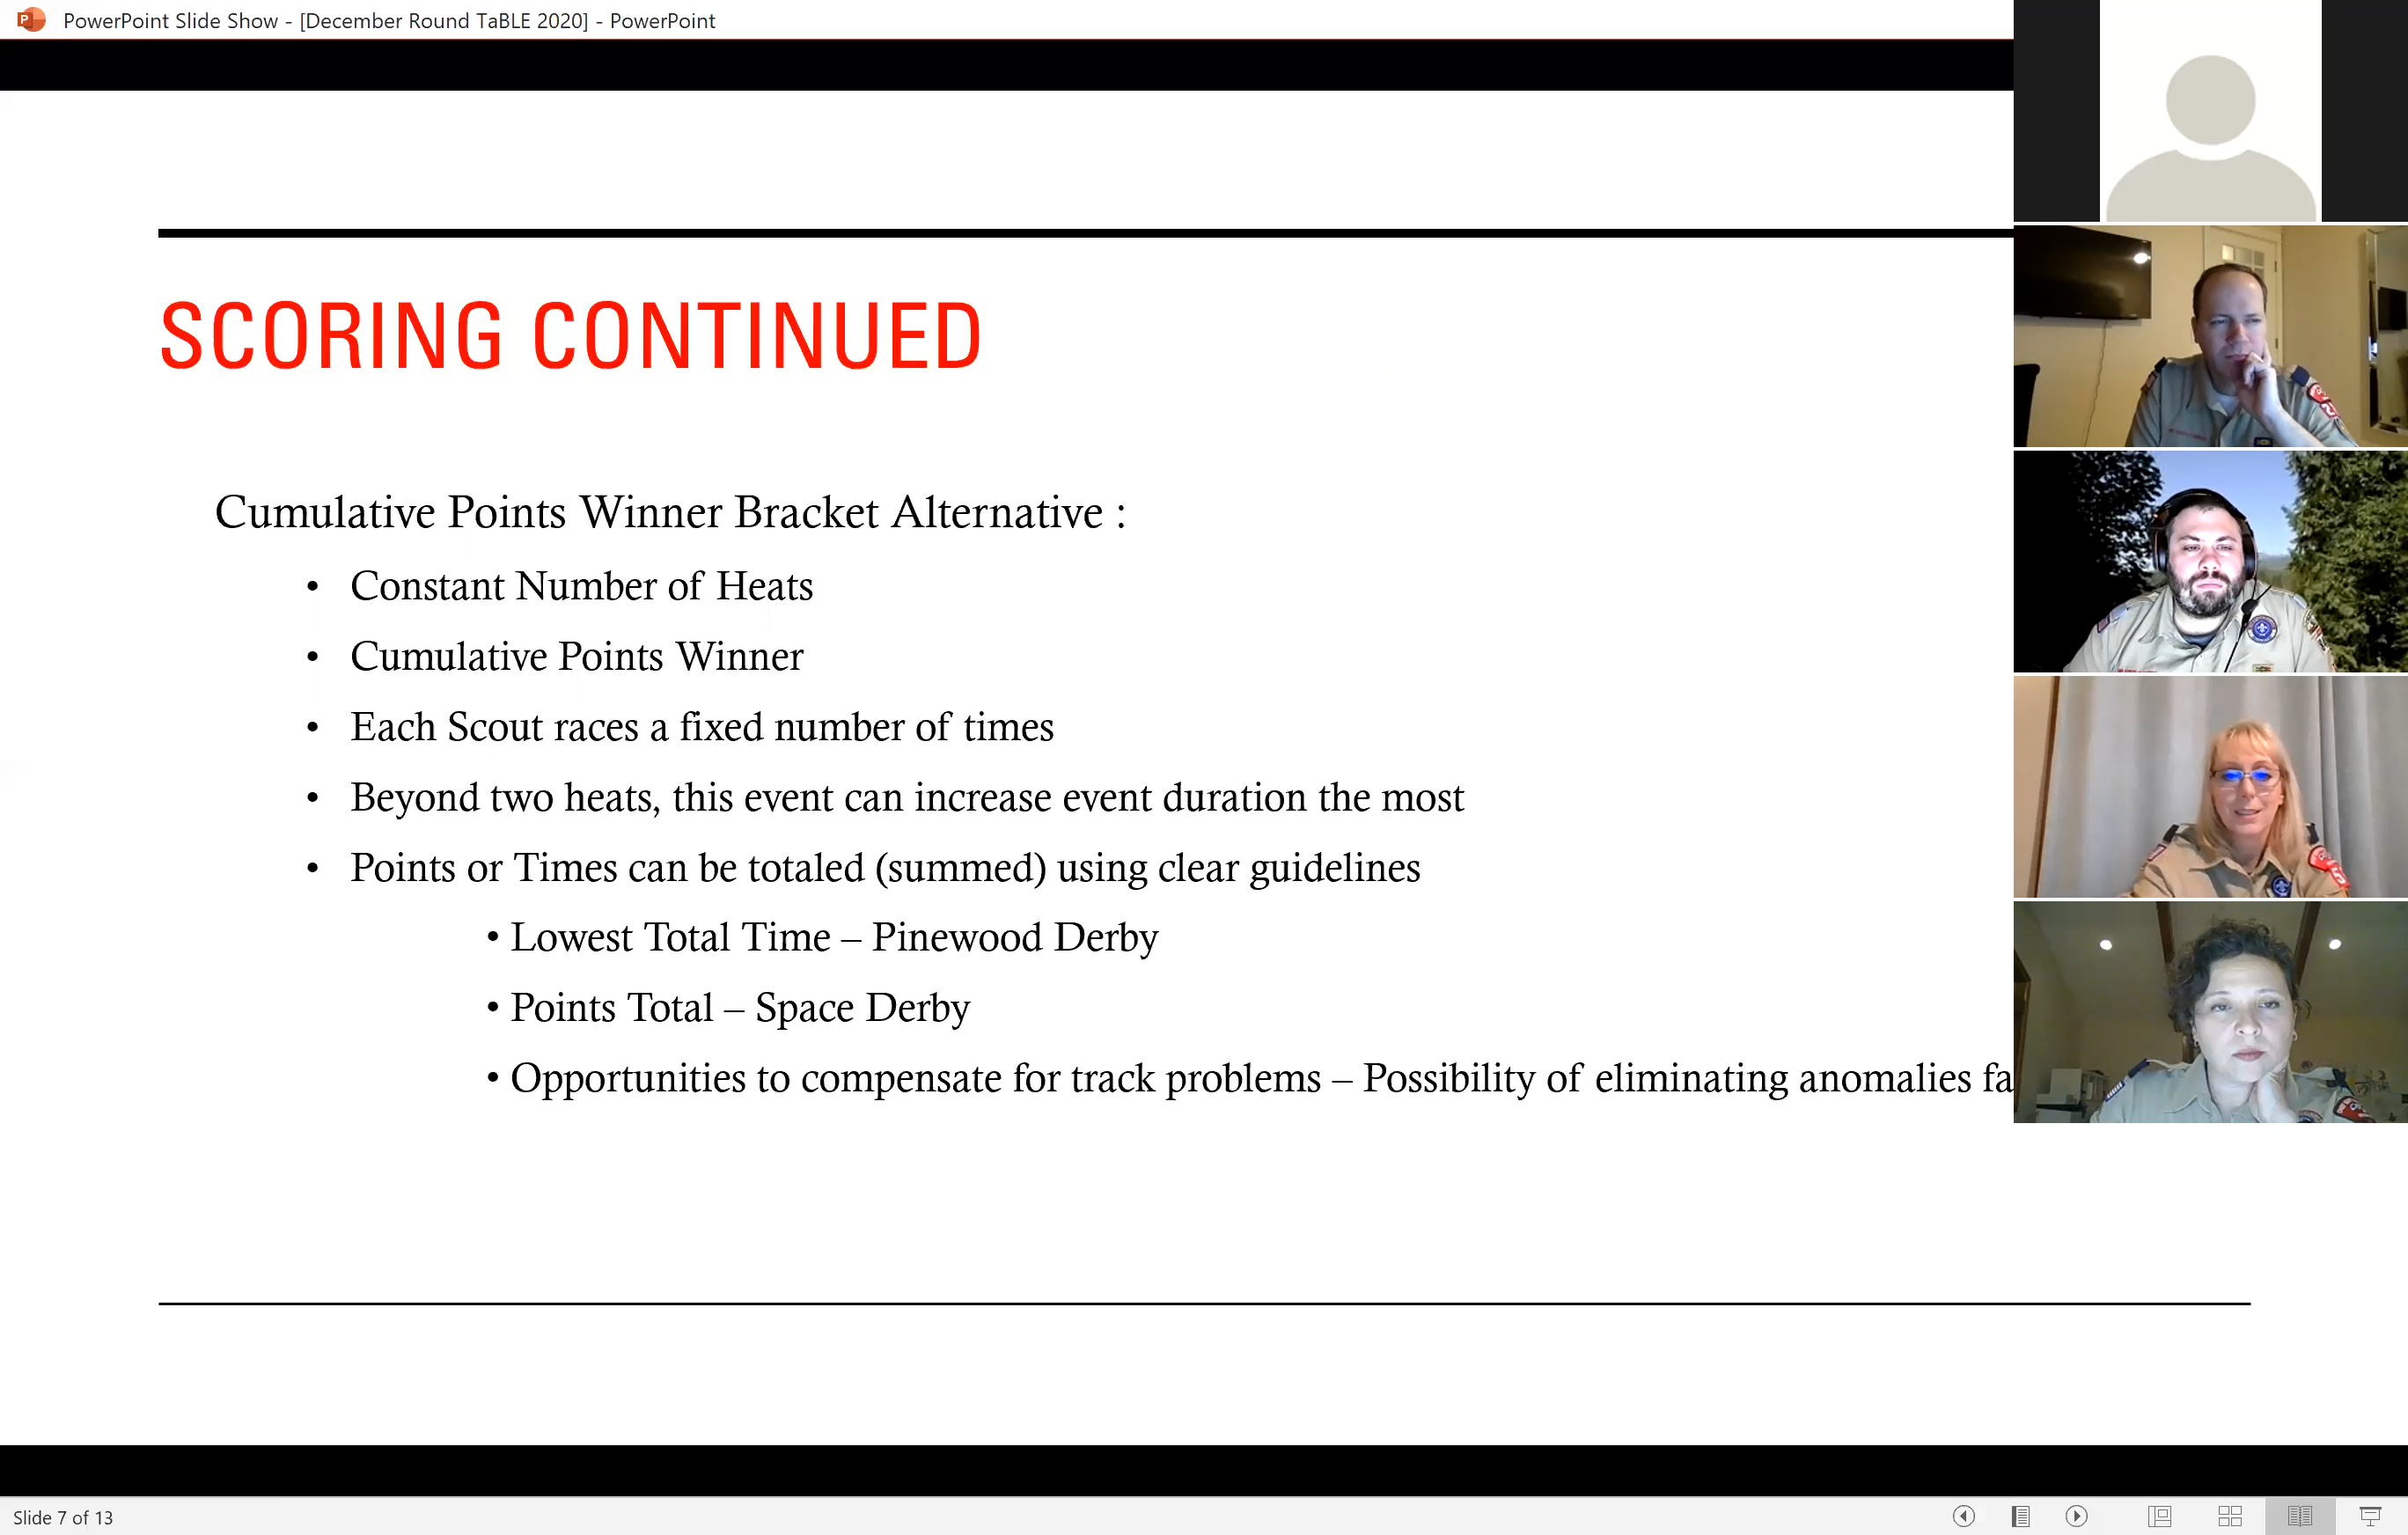 PowerPoint Slide Show - [December Round TaBLE 2020] - PowerPoint
SCORING CONTINUED
Cumulative Points Winner Bracket Alternative :
• Constant Number of Heats
• Cumulative Points Winner
• Each Scout races a fixed number of times
• Beyond two heats, this event can increase event duration the most
• Points or Times can be totaled (summed) using clear guidelines
• Lowest Total Time – Pinewood Derby
• Points Total – Space Derby
• Opportunities to compensate for track problems – Possibility of eliminating anomalies
Slide 7 of 13